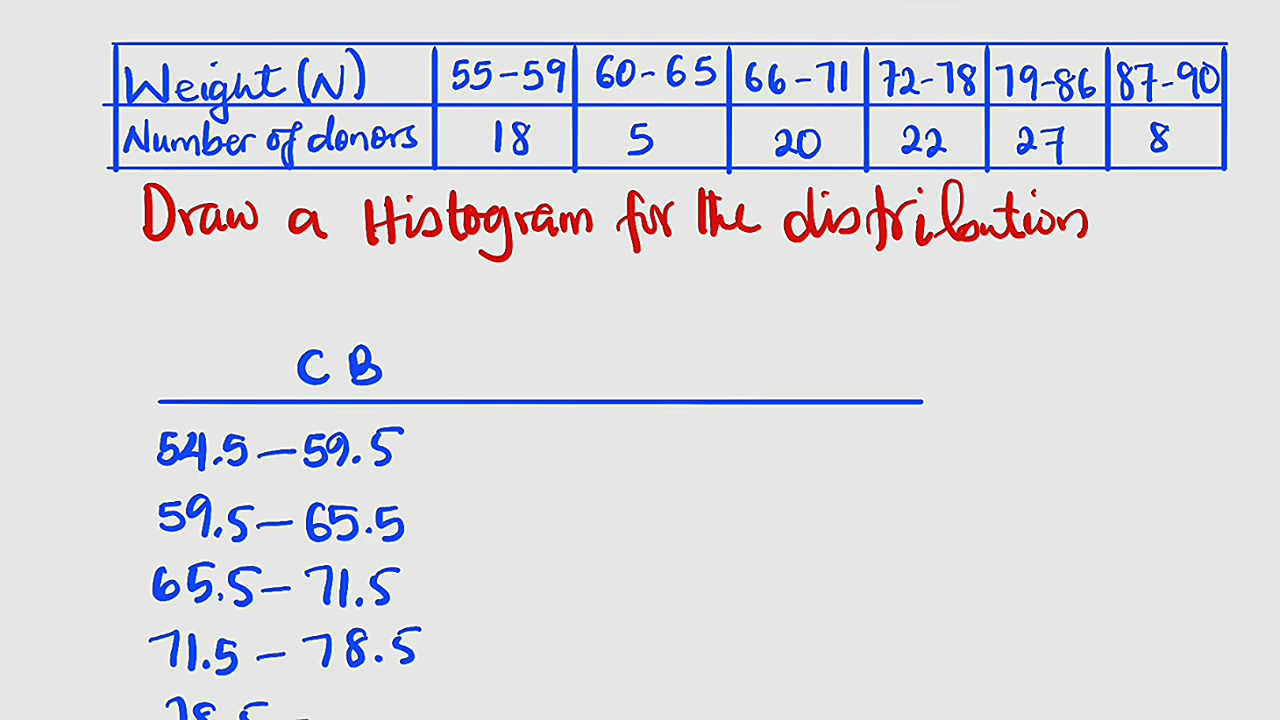 Weight (N) 55-59 60-65 66-71 72-78 79-86 87-90
Number of donors 18 5 20 22 27 8
Draw a Histogram for the distribution
C B
54.5-59.5
59.5-65.5
65.5-71.5
71.5-78.5
78.5-